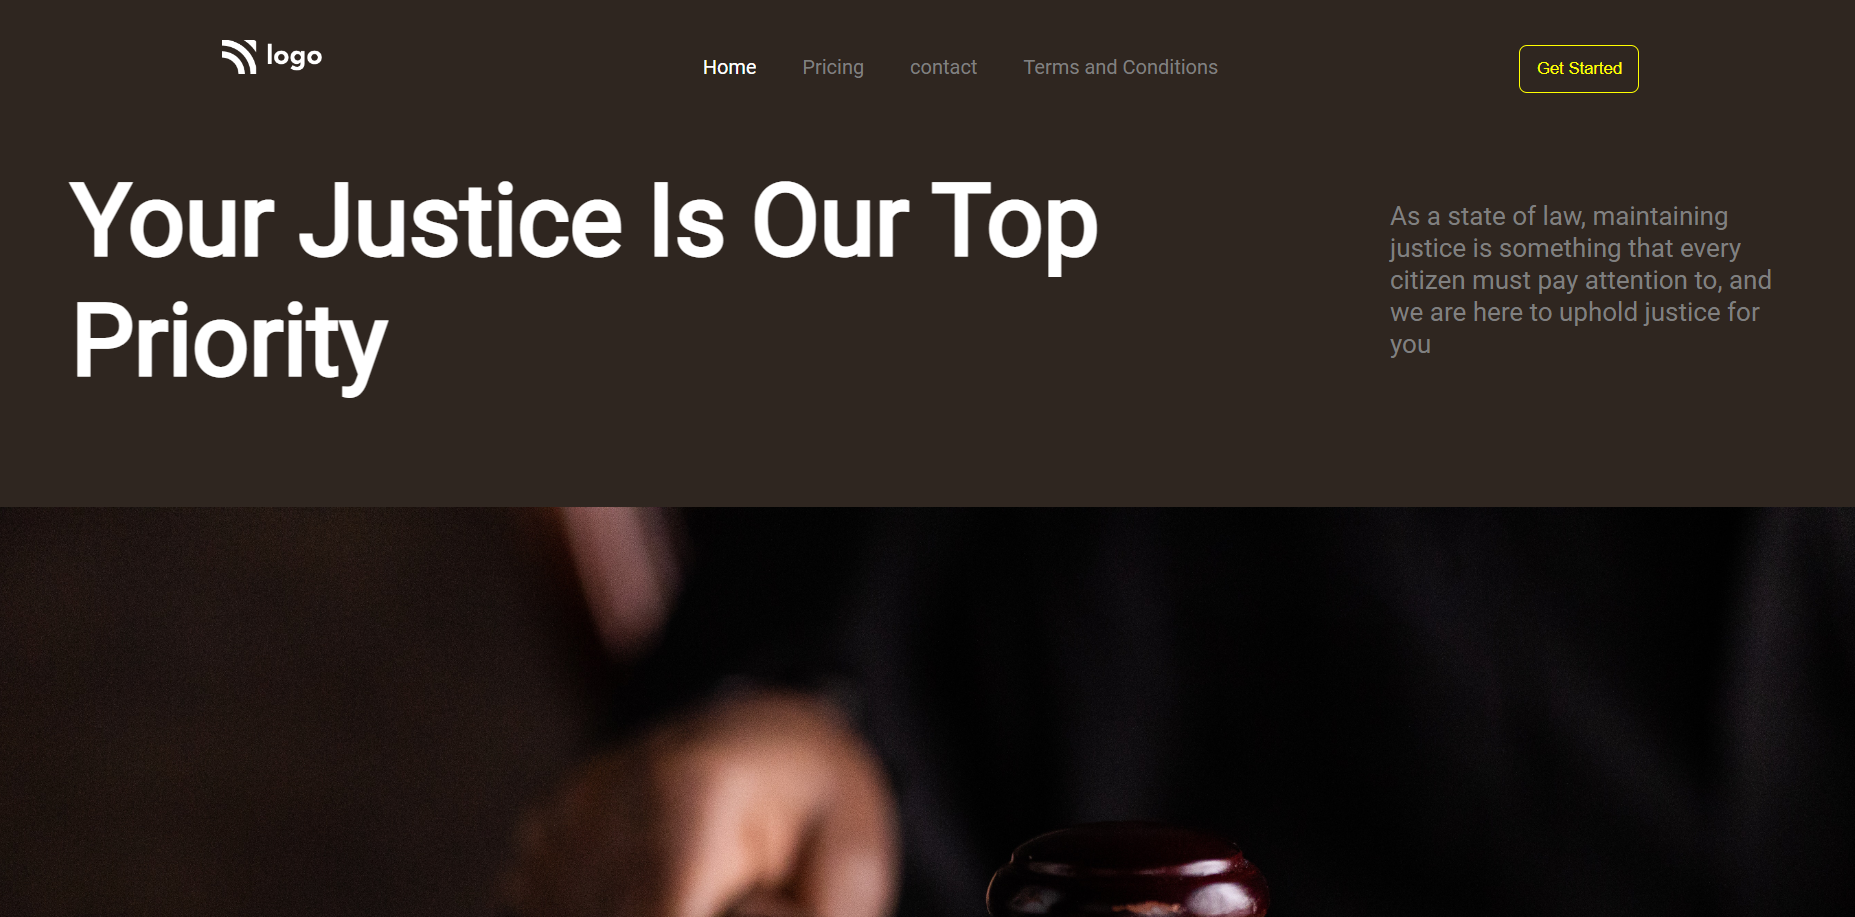 logo
Home
Pricing
contact
Terms and Conditions
Get Started
Your Justice Is Our Top
Priority
As a state of law, maintaining
justice is something that every
citizen must pay attention to, and
we are here to uphold justice for
you